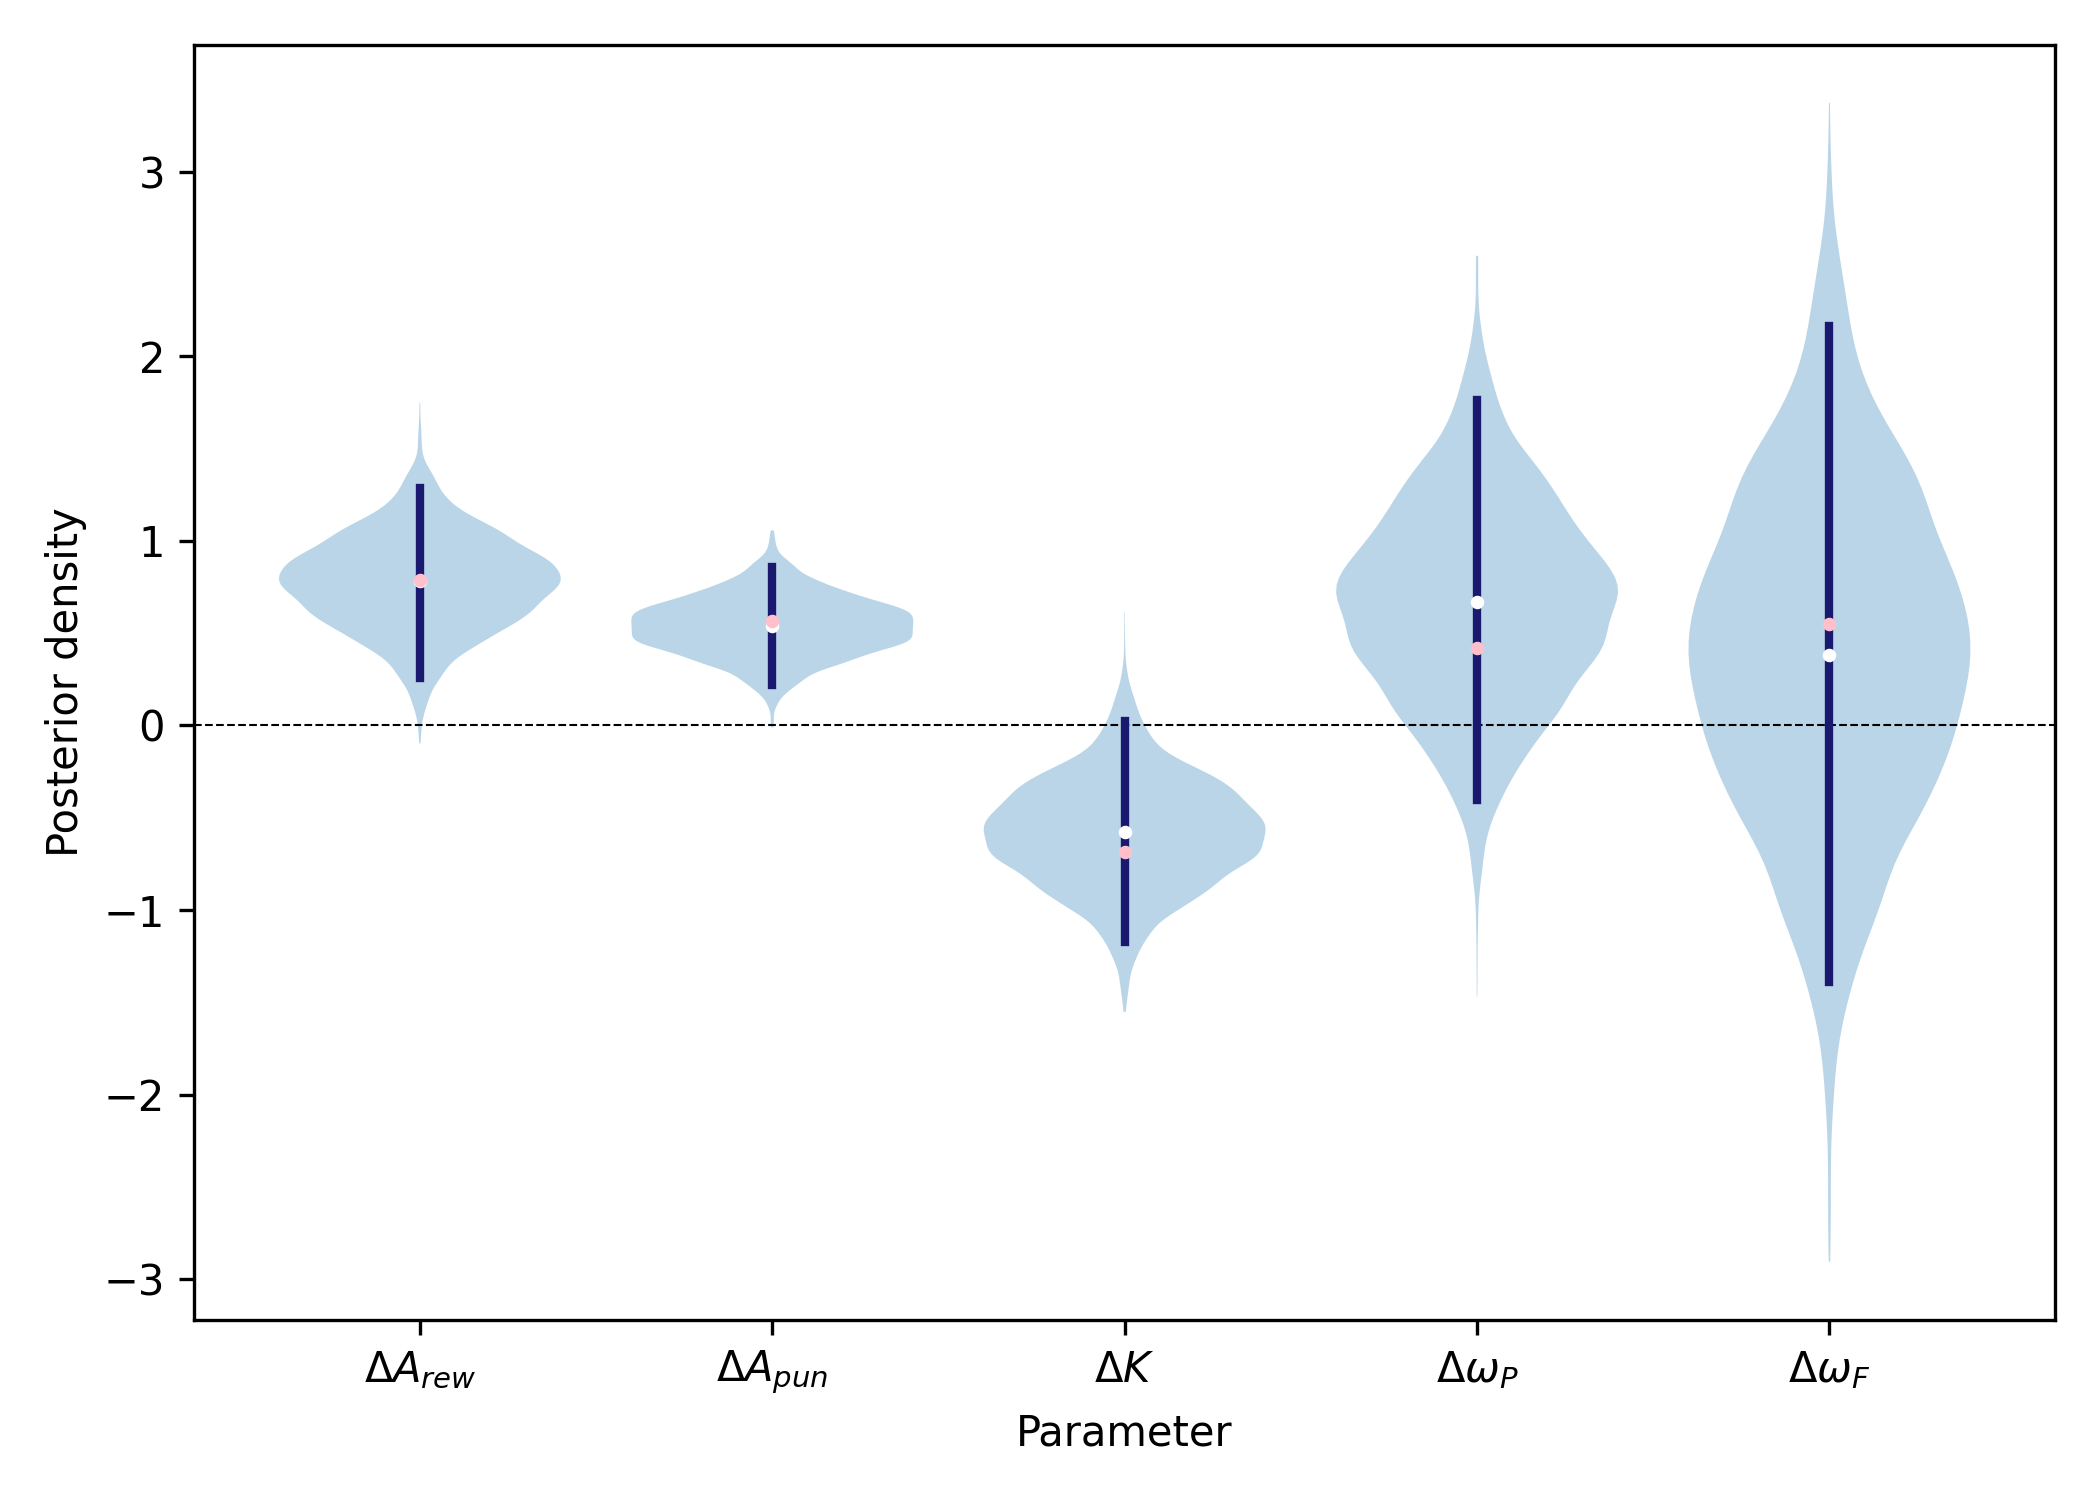 Posterior density
3
2
1
0
−1
−2
−3
ΔA_rew ΔA_pun ΔK Δω_P Δω_F
Parameter